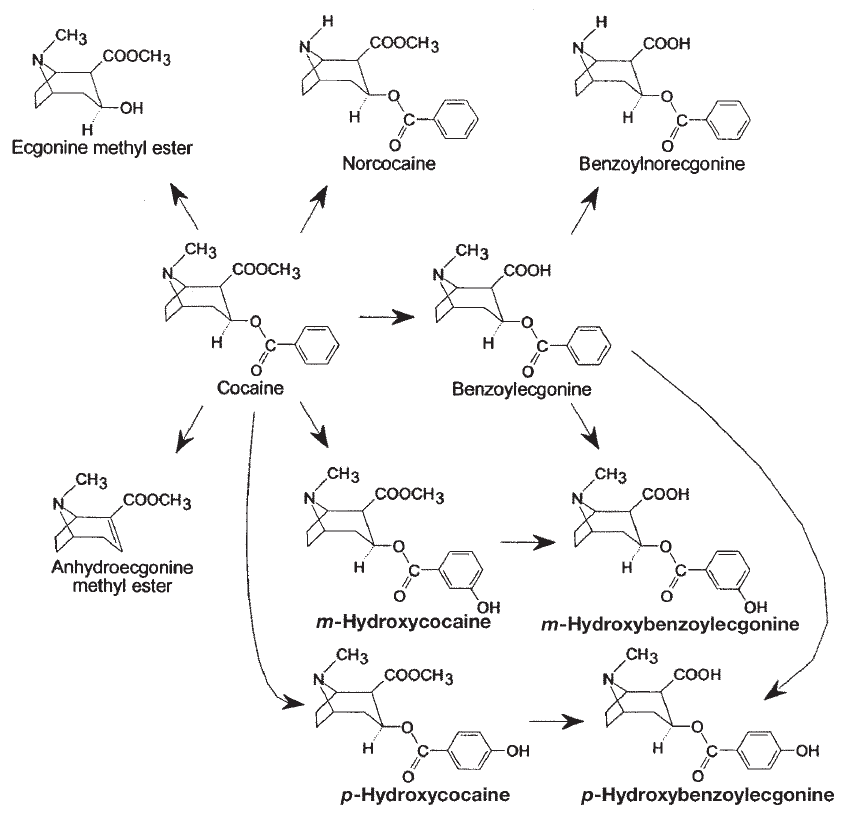 CH3
N
COOCH3
OH
H
Ecgonine methyl ester
H
N
COOCH3
O
H
C
O
Norcocaine
H
N
COOH
O
H
C
O
Benzoylnorecgonine
CH3
N
COOCH3
O
H
C
O
Cocaine
CH3
N
COOH
O
H
C
O
Benzoylecgonine
CH3
N
COOCH3
Anhydroecgonine
methyl ester
CH3
N
COOCH3
O
H
C
O
OH
m-Hydroxycocaine
CH3
N
COOH
O
H
C
O
OH
m-Hydroxybenzoylecgonine
CH3
N
COOCH3
O
H
C
OH
O
p-Hydroxycocaine
CH3
N
COOH
O
H
C
OH
O
p-Hydroxybenzoylecgonine